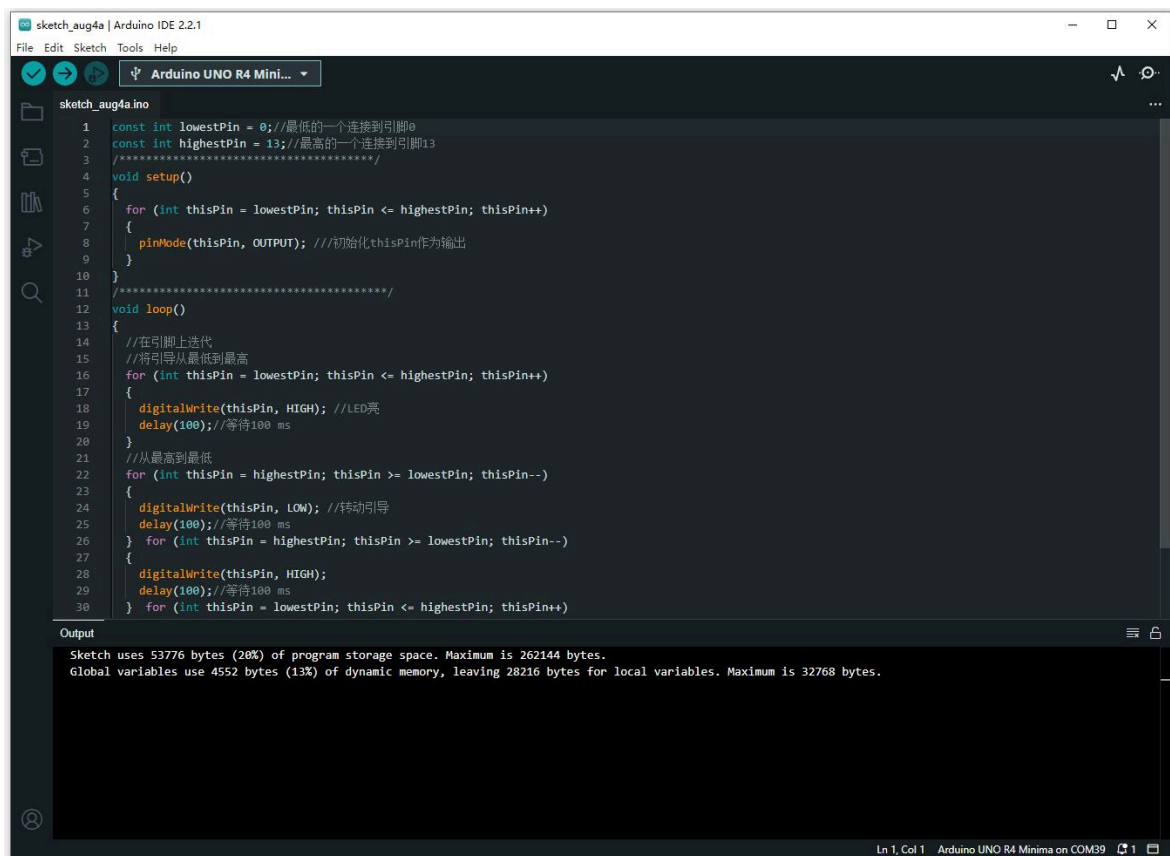 sketch_aug4a | Arduino IDE 2.2.1
File Edit Sketch Tools Help
Arduino UNO R4 Mini...
sketch_aug4a.ino
1 const int lowestPin = 0;//最低的一个连接到引脚0
2 const int highestPin = 13;//最高的一个连接到引脚13
3 /**************************************/
4 void setup()
5 {
6 for (int thisPin = lowestPin; thisPin <= highestPin; thisPin++)
7 {
8 pinMode(thisPin, OUTPUT); ///初始化thisPin作为输出
9 }
10 }
11 /****************************************/
12 void loop()
13 {
14 //在引脚上迭代
15 //将引导从最低到最高
16 for (int thisPin = lowestPin; thisPin <= highestPin; thisPin++)
17 {
18 digitalWrite(thisPin, HIGH); //LED亮
19 delay(100);//等待100 ms
20 }
21 //从最高到最低
22 for (int thisPin = highestPin; thisPin >= lowestPin; thisPin--)
23 {
24 digitalWrite(thisPin, LOW); //转动引导
25 delay(100);//等待100 ms
26 } for (int thisPin = highestPin; thisPin >= lowestPin; thisPin--)
27 {
28 digitalWrite(thisPin, HIGH);
29 delay(100);//等待100 ms
30 } for (int thisPin = lowestPin; thisPin <= highestPin; thisPin++)
Output
Sketch uses 53776 bytes (20%) of program storage space. Maximum is 262144 bytes.
Global variables use 4552 bytes (13%) of dynamic memory, leaving 28216 bytes for local variables. Maximum is 32768 bytes.
Ln 1, Col 1 Arduino UNO R4 Minima on COM39 1